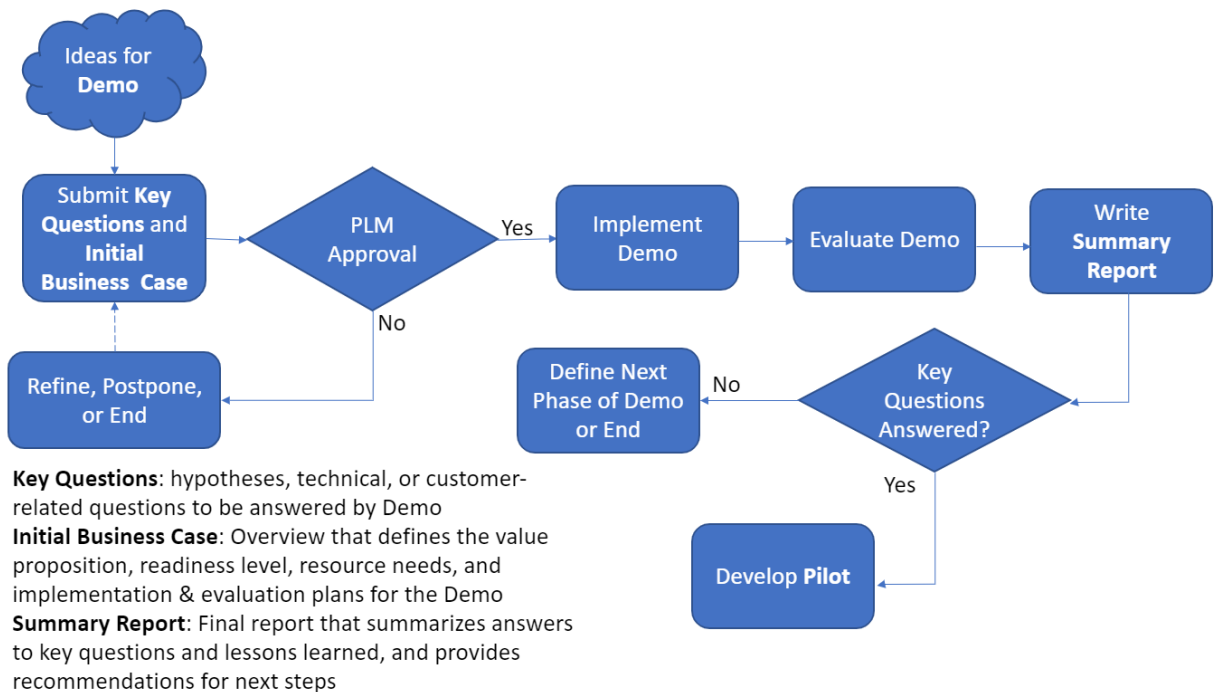 Ideas for
Demo
Submit Key
Questions and
Initial
Business Case
PLM
Approval
Yes
Implement
Demo
Evaluate Demo
Write
Summary
Report
No
Refine, Postpone,
or End
Define Next
Phase of Demo
or End
No
Key
Questions
Answered?
Yes
Develop Pilot
Key Questions: hypotheses, technical, or customer-
related questions to be answered by Demo
Initial Business Case: Overview that defines the value
proposition, readiness level, resource needs, and
implementation & evaluation plans for the Demo
Summary Report: Final report that summarizes answers
to key questions and lessons learned, and provides
recommendations for next steps